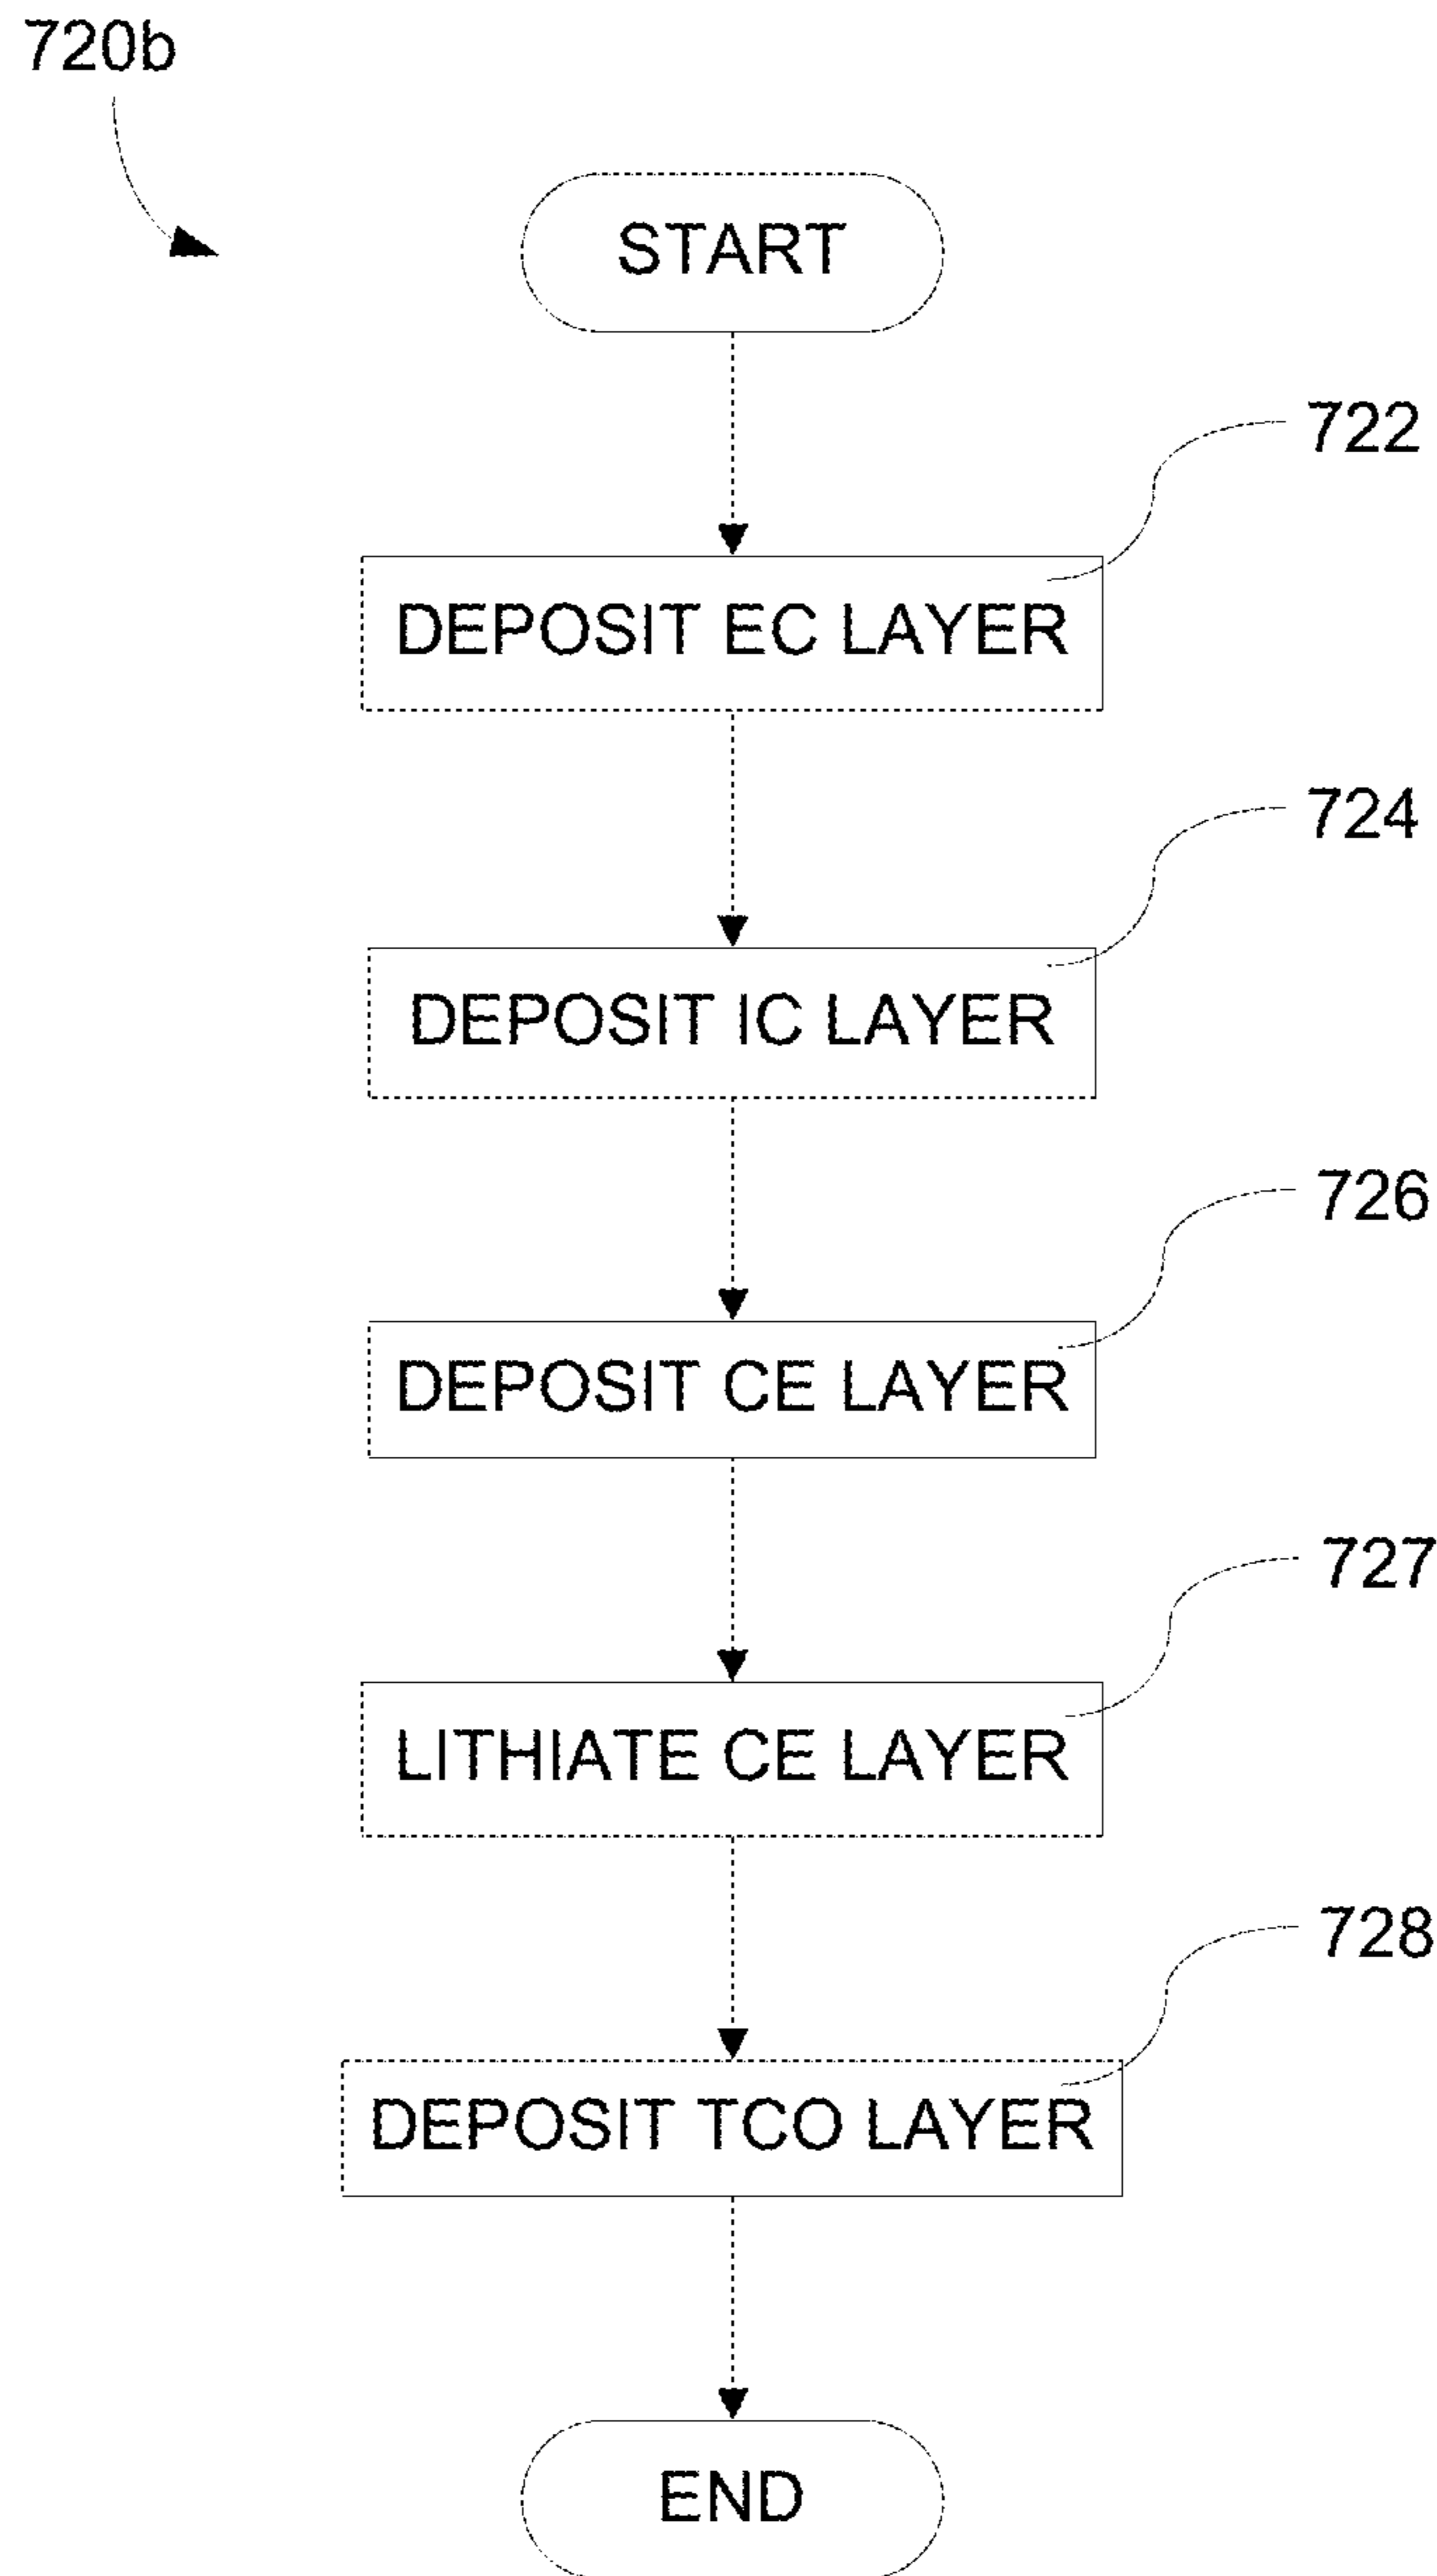 720b
START
722
DEPOSIT EC LAYER
724
DEPOSIT IC LAYER
726
DEPOSIT CE LAYER
727
LITHIATE CE LAYER
728
DEPOSIT TCO LAYER
END